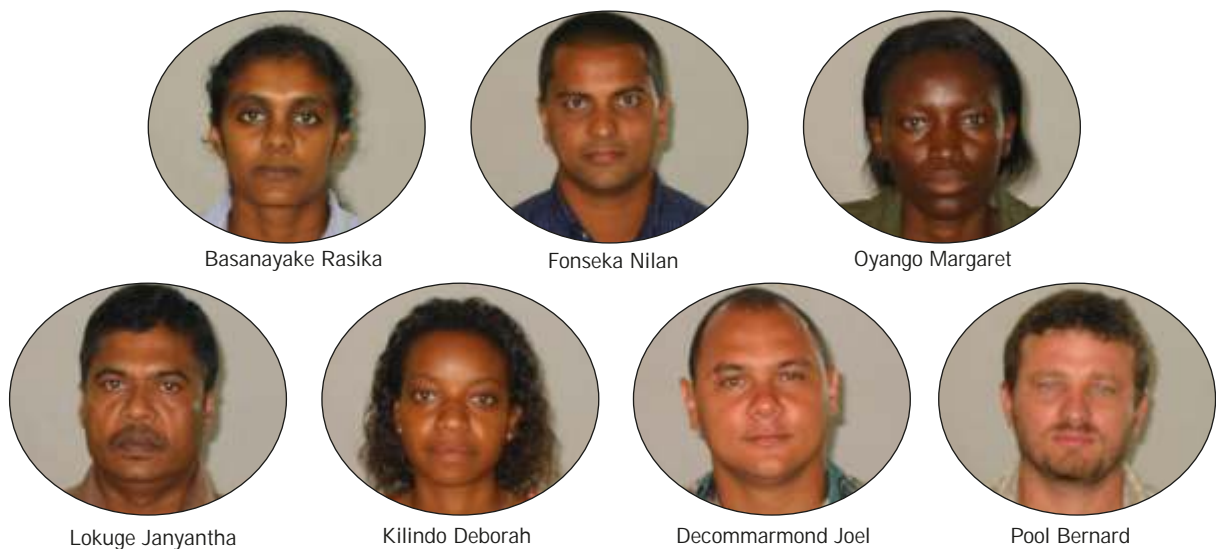 Basanayake Rasika
Fonseka Nilan
Oyango Margaret
Lokuge Janyantha
Kilindo Deborah
Decommarmond Joel
Pool Bernard